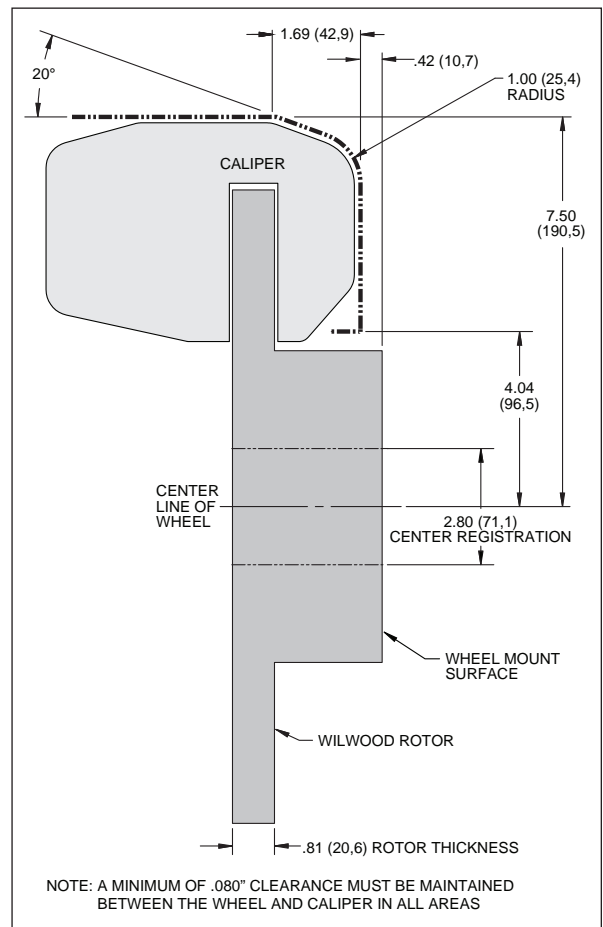 1.69 (42,9)
.42 (10,7)
20°
1.00 (25,4)
RADIUS
CALIPER
7.50
(190,5)
4.04
(96,5)
CENTER
LINE OF
WHEEL
2.80 (71,1)
CENTER REGISTRATION
WHEEL MOUNT
SURFACE
WILWOOD ROTOR
.81 (20,6) ROTOR THICKNESS
NOTE: A MINIMUM OF .080" CLEARANCE MUST BE MAINTAINED
BETWEEN THE WHEEL AND CALIPER IN ALL AREAS